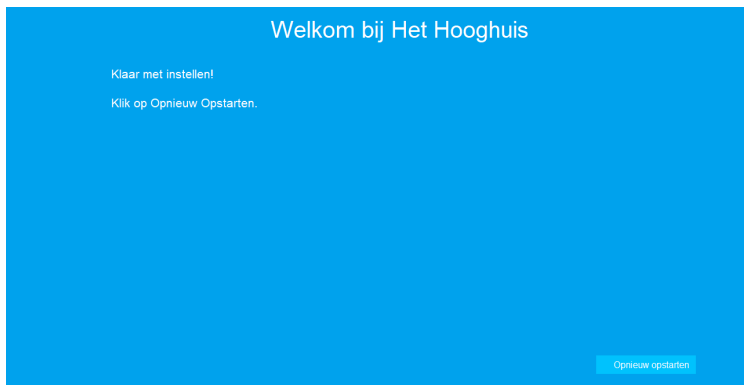 Welkom bij Het Hooghuis
Klaar met instellen!
Klik op Opnieuw Opstarten.
Opnieuw opstarten